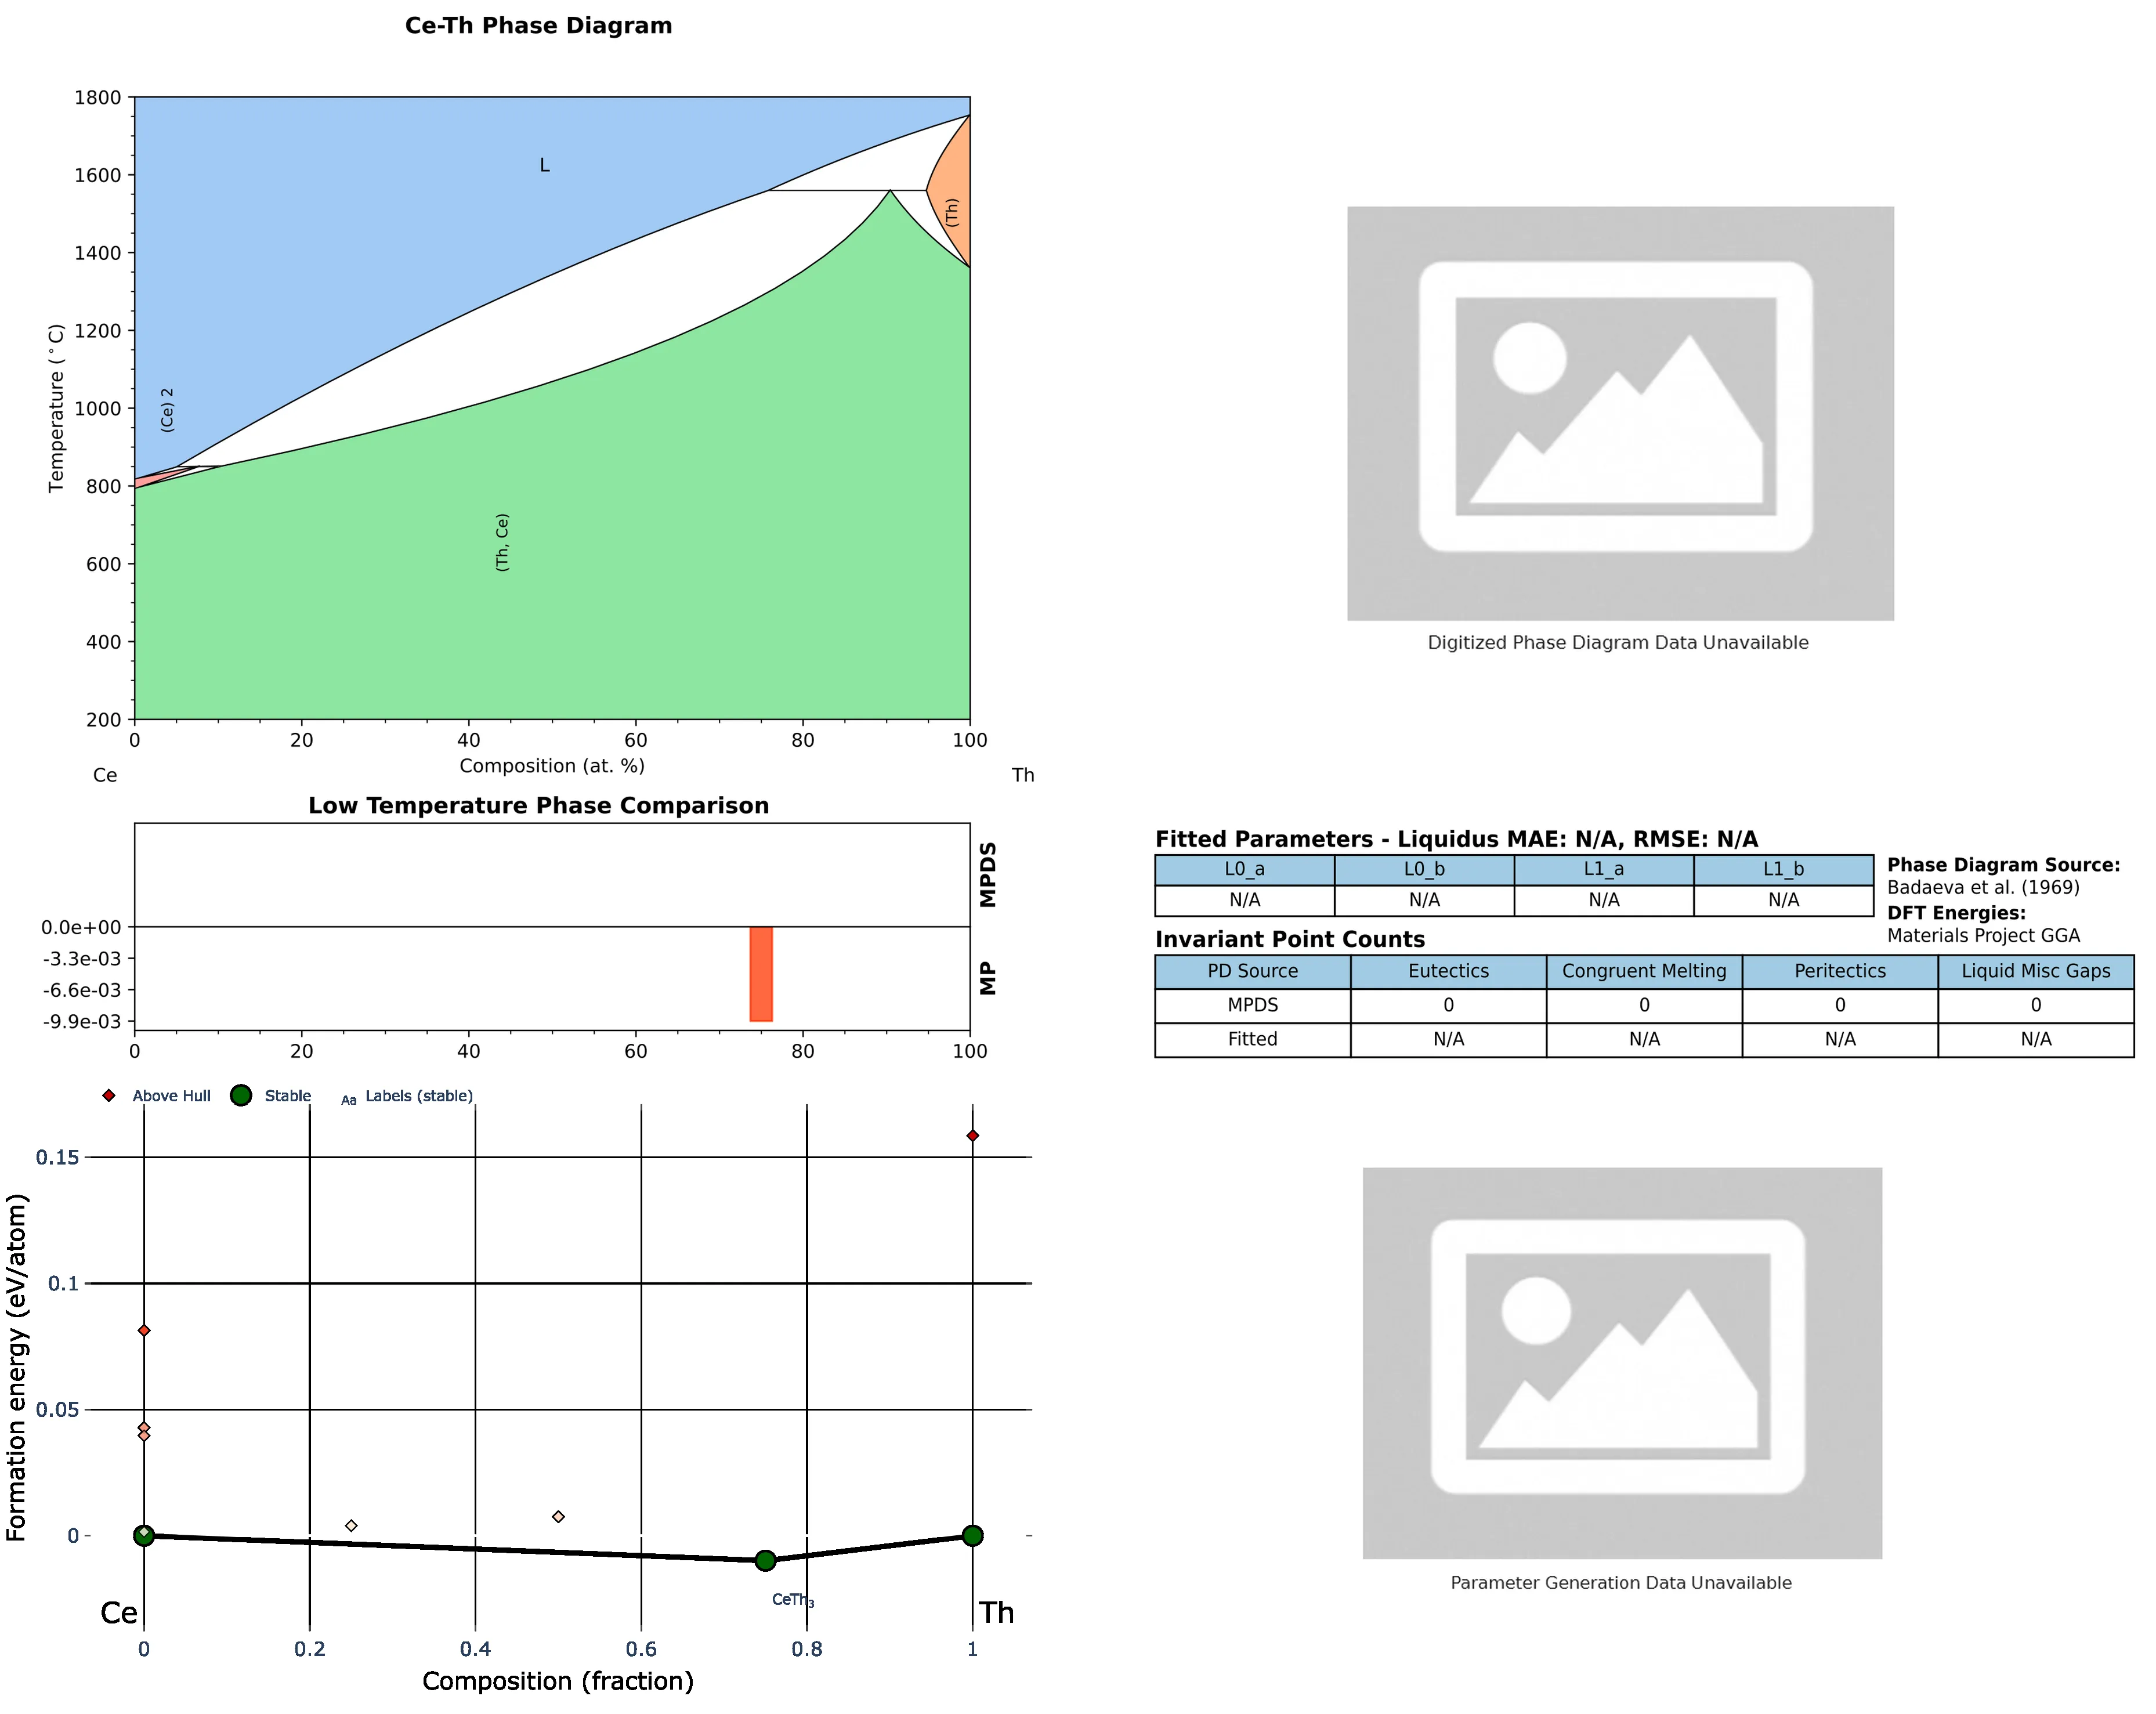 Ce-Th Phase Diagram
1800
1600
1400
1200
1000
800
600
400
200
Temperature (°C)
L
(Ce) 2
(Th)
(Th, Ce)
0
20
40
60
80
100
Composition (at. %)
Ce
Th
Digitized Phase Diagram Data Unavailable
Low Temperature Phase Comparison
MPDS
MP
0.0e+00
-3.3e-03
-6.6e-03
-9.9e-03
0
20
40
60
80
100
Fitted Parameters - Liquidus MAE: N/A, RMSE: N/A
L0_a L0_b L1_a L1_b
N/A N/A N/A N/A
Phase Diagram Source:
Badaeva et al. (1969)
DFT Energies:
Materials Project GGA
Invariant Point Counts
PD Source Eutectics Congruent Melting Peritectics Liquid Misc Gaps
MPDS 0 0 0 0
Fitted N/A N/A N/A N/A
Above Hull Stable Aa Labels (stable)
0.15
0.1
0.05
0
Formation energy (eV/atom)
CeTh₃
Ce
Th
0
0.2
0.4
0.6
0.8
1
Composition (fraction)
Parameter Generation Data Unavailable